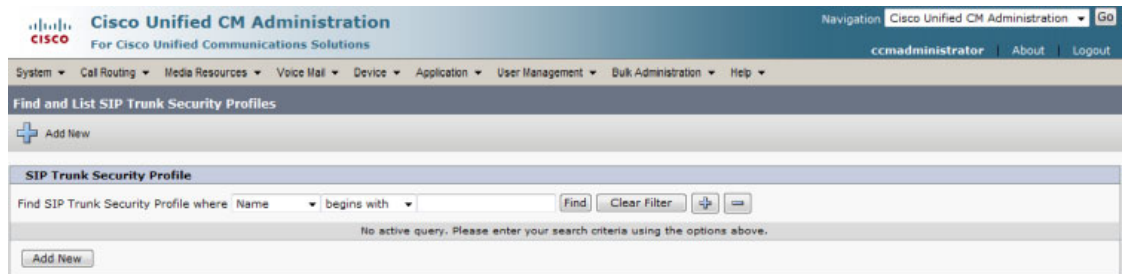 CISCO
Cisco Unified CM Administration
For Cisco Unified Communications Solutions
Navigation Cisco Unified CM Administration Go
ccmadministrator | About | Logout
System Call Routing Media Resources Voice Mail Device Application User Management Bulk Administration Help
Find and List SIP Trunk Security Profiles
Add New
SIP Trunk Security Profile
Find SIP Trunk Security Profile where Name begins with Find Clear Filter
No active query. Please enter your search criteria using the options above.
Add New